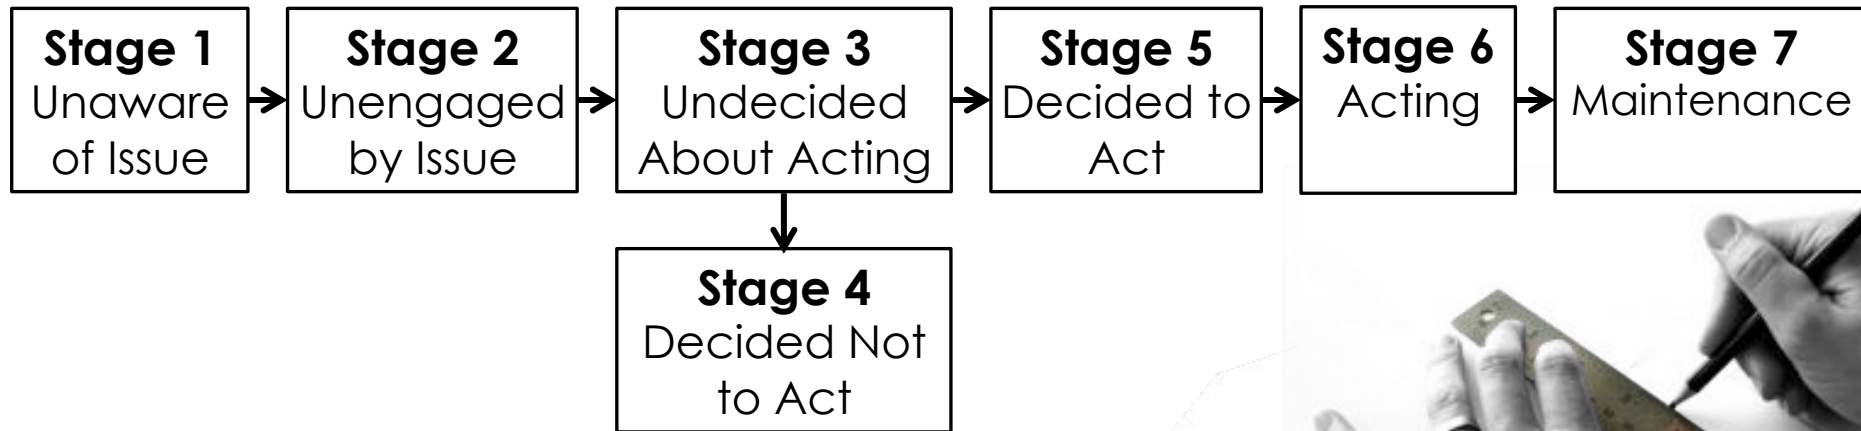 Stage 1
Unaware
of Issue
Stage 2
Unengaged
by Issue
Stage 3
Undecided
About Acting
Stage 5
Decided to
Act
Stage 6
Acting
Stage 7
Maintenance
Stage 4
Decided Not
to Act